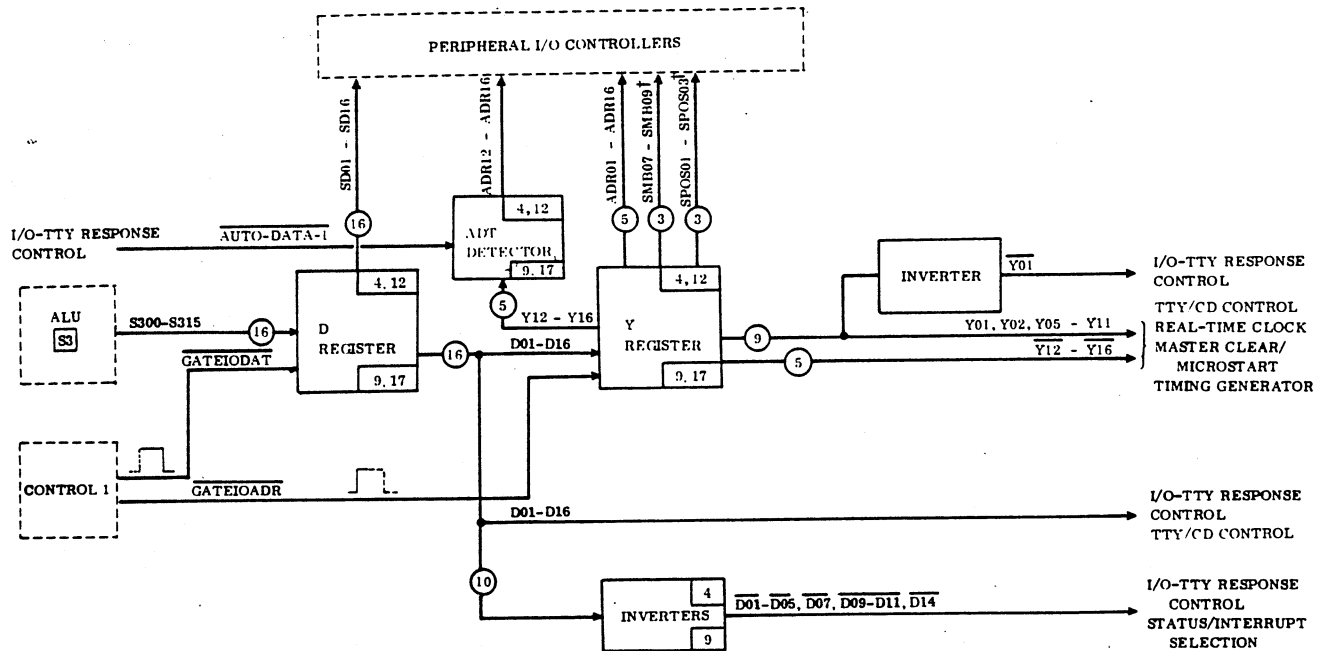 PERIPHERAL I/O CONTROLLERS
SD01 - SD16
ADR12 - ADR16
ADR01 - ADR16
SMB07 - SMB09†
SPOS01 - SPOS03†
16
5
3
3
I/O-TTY RESPONSE
CONTROL
AUTO-DATA-1
4, 12
ADT
DETECTOR
9, 17
5
Y12 - Y16
ALU
S3
S300-S315
16
GATEIODAT
4, 12
D
REGISTER
9, 17
16
D01-D16
4, 12
Y
REGISTER
9, 17
INVERTER
Y01
I/O-TTY RESPONSE
CONTROL
9
Y01, Y02, Y05 - Y11
5
Y12 - Y16
TTY/CD CONTROL
REAL-TIME CLOCK
MASTER CLEAR/
MICROSTART
TIMING GENERATOR
CONTROL 1
GATEIOADR
D01-D16
I/O-TTY RESPONSE
CONTROL
TTY/CD CONTROL
10
4
INVERTERS
9
D01-D05, D07, D09-D11, D14
I/O-TTY RESPONSE
CONTROL
STATUS/INTERRUPT
SELECTION